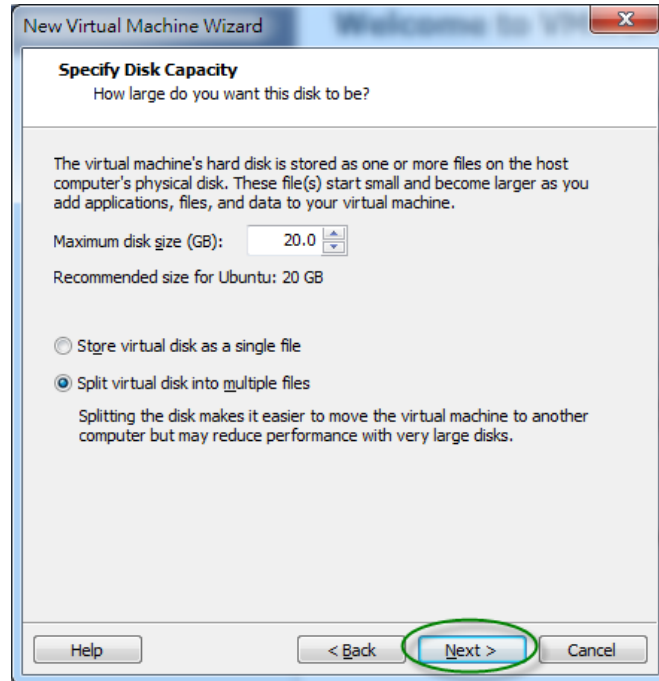 New Virtual Machine Wizard
Welcome to VM
Specify Disk Capacity
How large do you want this disk to be?
The virtual machine's hard disk is stored as one or more files on the host
computer's physical disk. These file(s) start small and become larger as you
add applications, files, and data to your virtual machine.
Maximum disk size (GB): 20.0
Recommended size for Ubuntu: 20 GB
Store virtual disk as a single file
Split virtual disk into multiple files
Splitting the disk makes it easier to move the virtual machine to another
computer but may reduce performance with very large disks.
Help < Back Next > Cancel